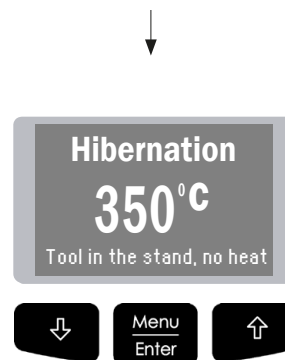 Hibernation
350°C
Tool in the stand, no heat
Menu
Enter